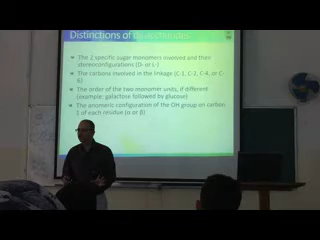 Distinctions of disaccharides
The 2 specific sugar monomers involved and their
stereoconfigurations (D- or L-)
The carbons involved in the linkage (C-1, C-2, C-4, or C-
6)
The order of the two monomer units, if different
(example: galactose followed by glucose)
The anomeric configuration of the OH group on carbon
1 of each residue (α or β)